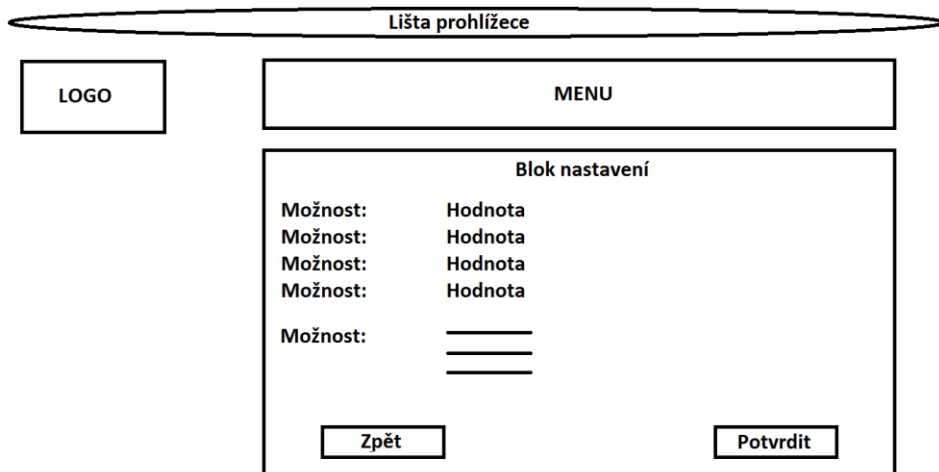 Lišta prohlížece
LOGO
MENU
Blok nastavení
Možnost: Hodnota
Možnost: Hodnota
Možnost: Hodnota
Možnost: Hodnota
Možnost:
Zpět
Potvrdit